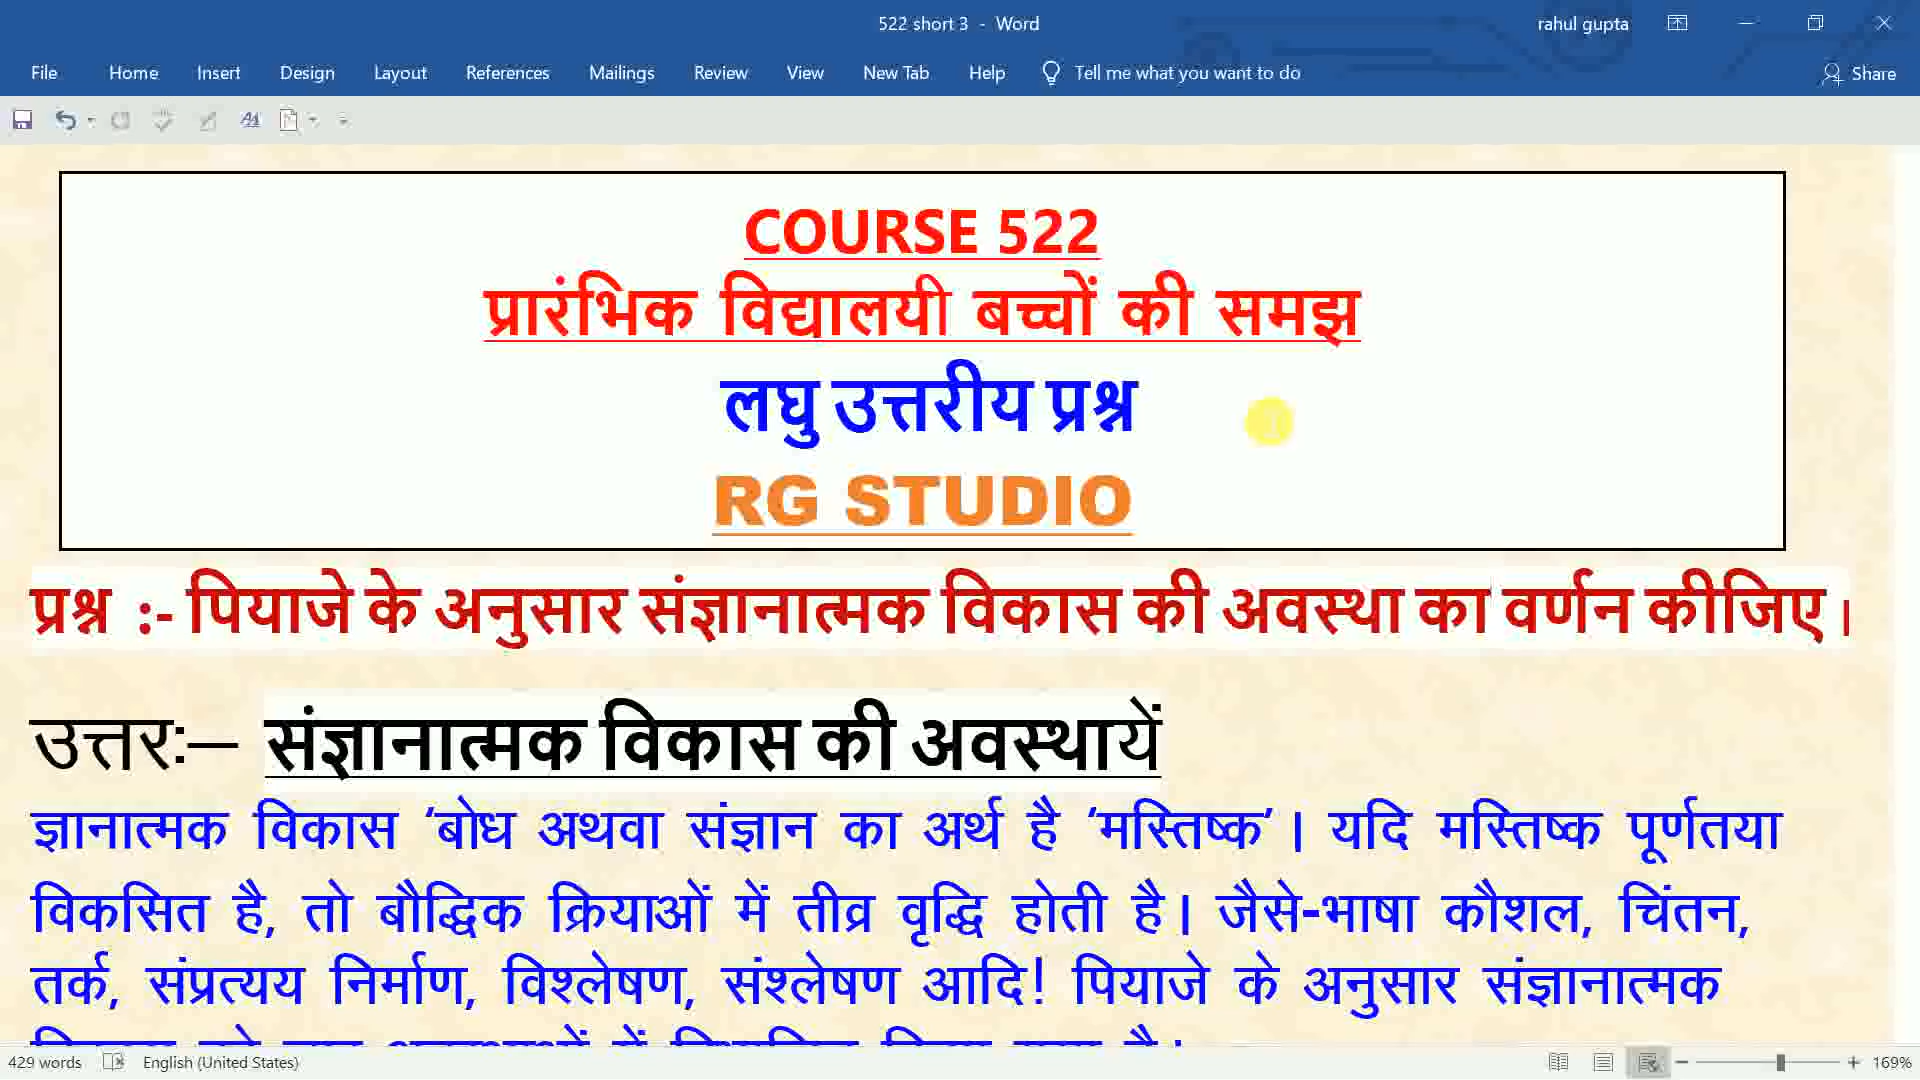 522 short 3 - Word
rahul gupta
File Home Insert Design Layout References Mailings Review View New Tab Help Tell me what you want to do Share
COURSE 522
प्रारंभिक विद्यालयी बच्चों की समझ
लघु उत्तरीय प्रश्न
RG STUDIO
प्रश्न :- पियाजे के अनुसार संज्ञानात्मक विकास की अवस्था का वर्णन कीजिए।
उत्तर:– संज्ञानात्मक विकास की अवस्थायें
ज्ञानात्मक विकास ‘बोध अथवा संज्ञान का अर्थ है ’मस्तिष्क’। यदि मस्तिष्क पूर्णतया
विकसित है, तो बौद्धिक क्रियाओं में तीव्र वृद्धि होती है। जैसे-भाषा कौशल, चिंतन,
तर्क, संप्रत्यय निर्माण, विश्लेषण, संश्लेषण आदि! पियाजे के अनुसार संज्ञानात्मक
429 words English (United States) 169%